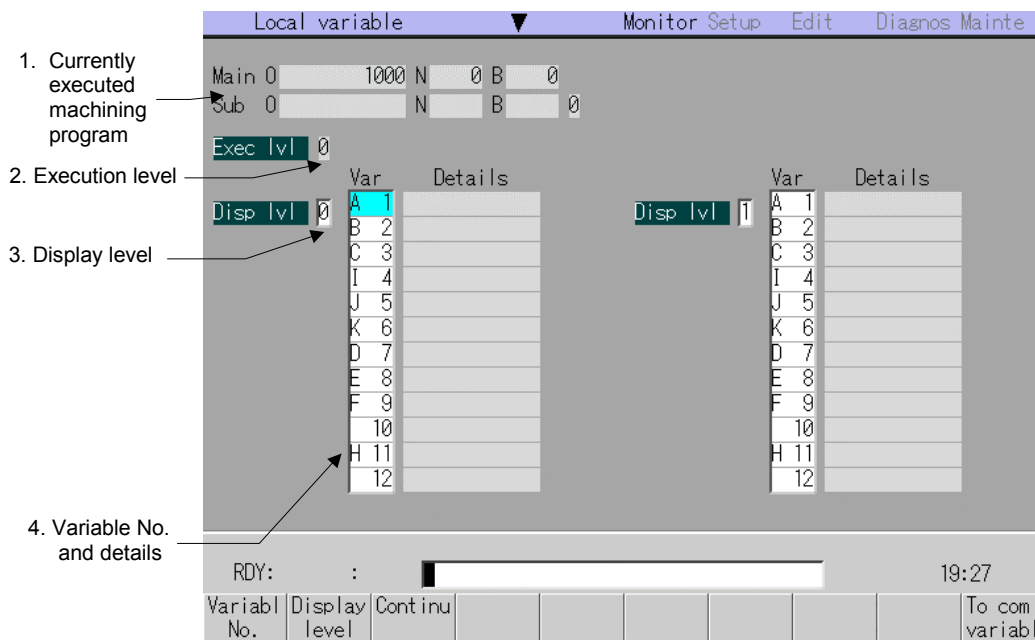 Local variable ▼ Monitor Setup Edit Diagnos Mainte
1. Currently
executed
machining
program
Main O 1000 N 0 B 0
Sub O N B 0
Exec lvl 0
2. Execution level
Var Details Var Details
Disp lvl 0 Disp lvl 1
3. Display level
A 1 A 1
B 2 B 2
C 3 C 3
I 4 I 4
J 5 J 5
K 6 K 6
D 7 D 7
E 8 E 8
F 9 F 9
10 10
H 11 H 11
12 12
4. Variable No.
and details
RDY: : 19:27
Variabl Display Continu To com
No. level variab